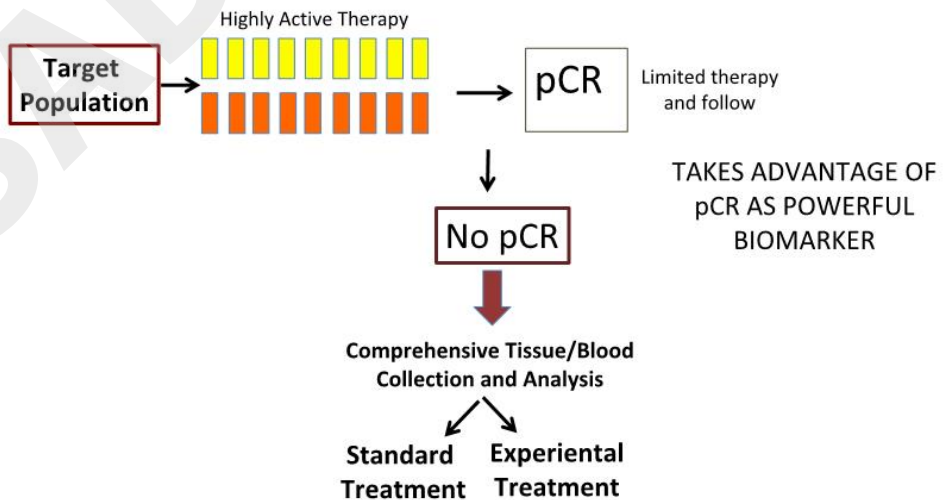 Highly Active Therapy
Target
Population
pCR
Limited therapy
and follow
TAKES ADVANTAGE OF
pCR AS POWERFUL
BIOMARKER
No pCR
Comprehensive Tissue/Blood
Collection and Analysis
Standard
Treatment
Experiental
Treatment